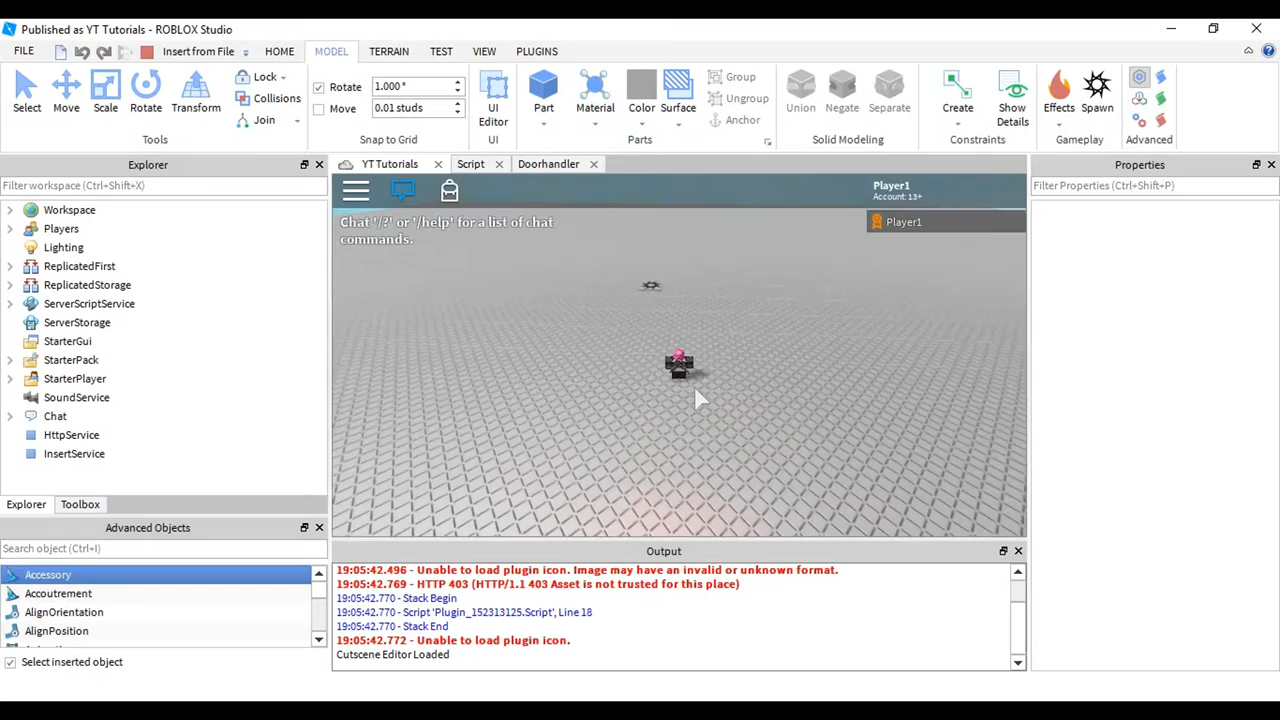 Published as YT Tutorials - ROBLOX Studio
FILE
Insert from File
HOME
MODEL
TERRAIN
TEST
VIEW
PLUGINS
Select
Move
Scale
Rotate
Transform
Lock
Collisions
Join
Tools
Rotate
1.000 °
Move
0.01 studs
Snap to Grid
UI
Editor
UI
Part
Material
Color
Surface
Group
Ungroup
Anchor
Parts
Union
Negate
Separate
Solid Modeling
Create
Show
Details
Constraints
Effects
Spawn
Gameplay
Advanced
Explorer
Filter workspace (Ctrl+Shift+X)
Workspace
Players
Lighting
ReplicatedFirst
ReplicatedStorage
ServerScriptService
ServerStorage
StarterGui
StarterPack
StarterPlayer
SoundService
Chat
HttpService
InsertService
Explorer
Toolbox
Advanced Objects
Search object (Ctrl+I)
Accessory
Accoutrement
AlignOrientation
AlignPosition
Select inserted object
YT Tutorials
Script
Doorhandler
Player1
Account: 13+
Player1
Chat '/?' or '/help' for a list of chat
commands.
Output
19:05:42.496 - Unable to load plugin icon. Image may have an invalid or unknown format.
19:05:42.769 - HTTP 403 (HTTP/1.1 403 Asset is not trusted for this place)
19:05:42.770 - Stack Begin
19:05:42.770 - Script 'Plugin_152313125.Script', Line 18
19:05:42.770 - Stack End
19:05:42.772 - Unable to load plugin icon.
Cutscene Editor Loaded
Properties
Filter Properties (Ctrl+Shift+P)